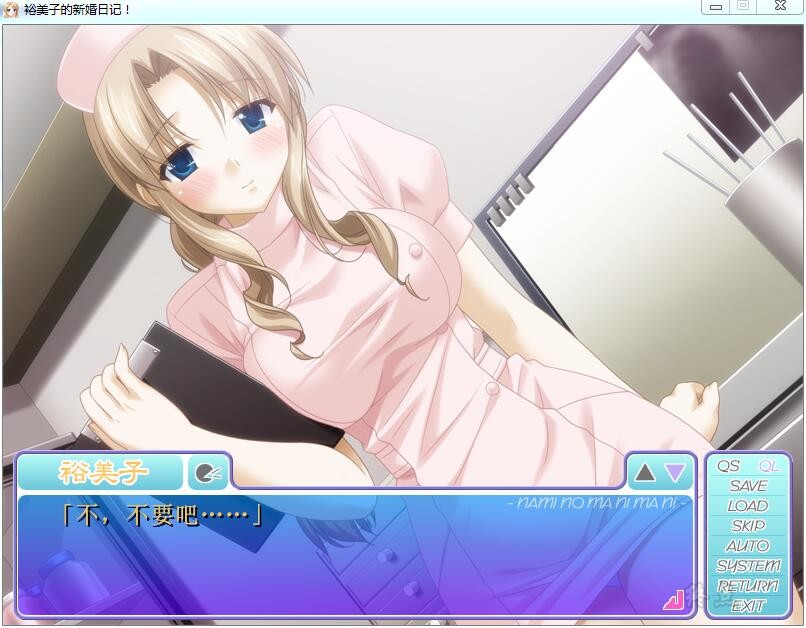 裕美子的新婚日记！
裕美子
- nami no ma ni ma ni -
「不，不要吧……」
QS QL
SAVE
LOAD
SKIP
AUTO
SYSTEM
RETURN
EXIT